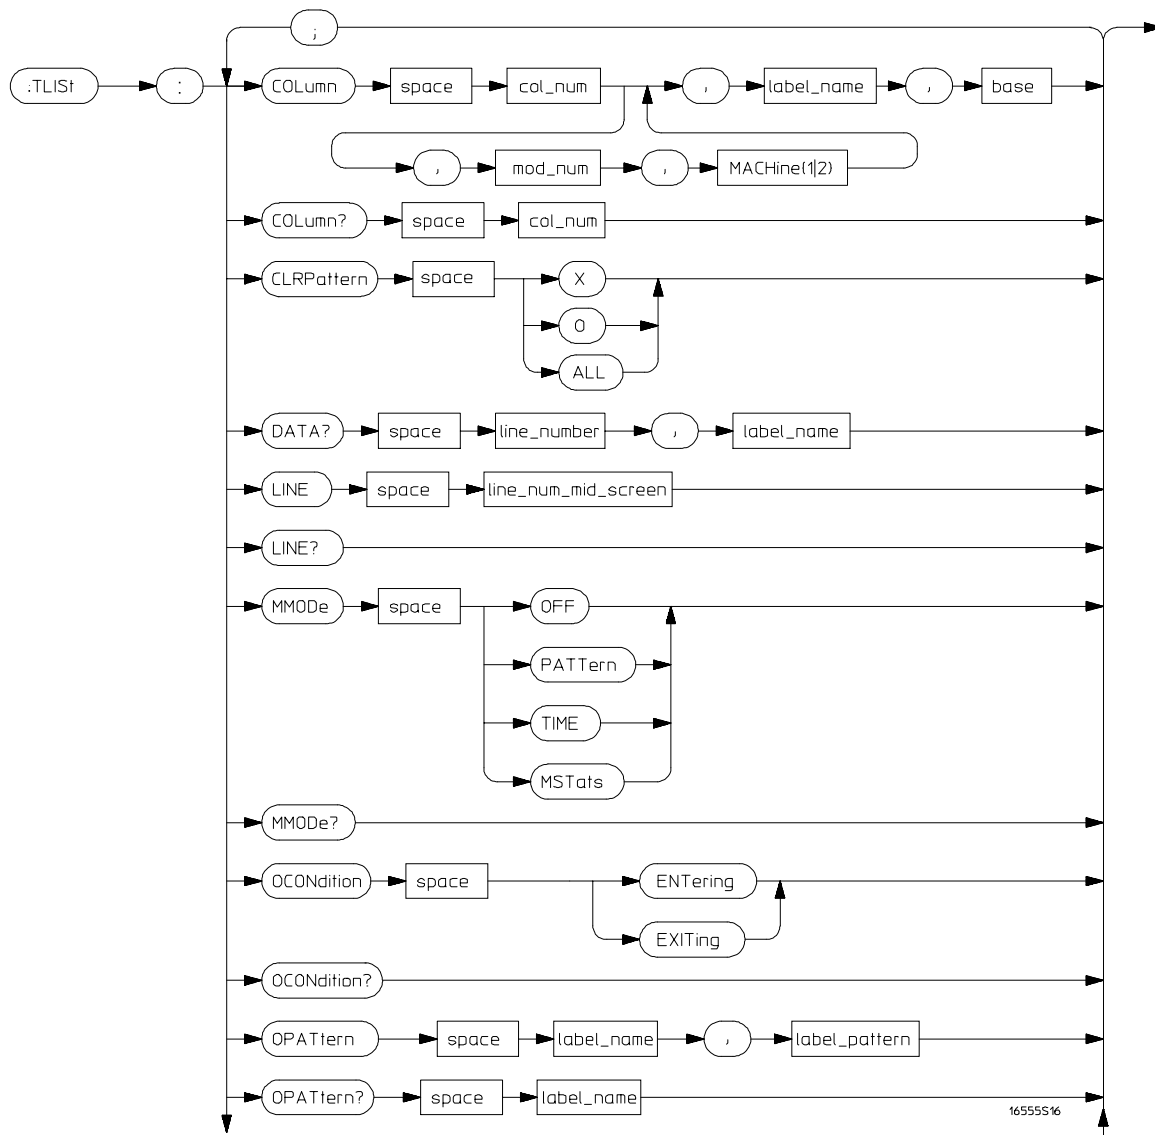 ;
:TLISt : COLumn space col_num , label_name , base
, mod_num , MACHine{1|2}
COLumn? space col_num
CLRPattern space X
O
ALL
DATA? space line_number , label_name
LINE space line_num_mid_screen
LINE?
MMODe space OFF
PATTern
TIME
MSTats
MMODe?
OCONdition space ENTering
EXITing
OCONdition?
OPATtern space label_name , label_pattern
OPATtern? space label_name
16555S16